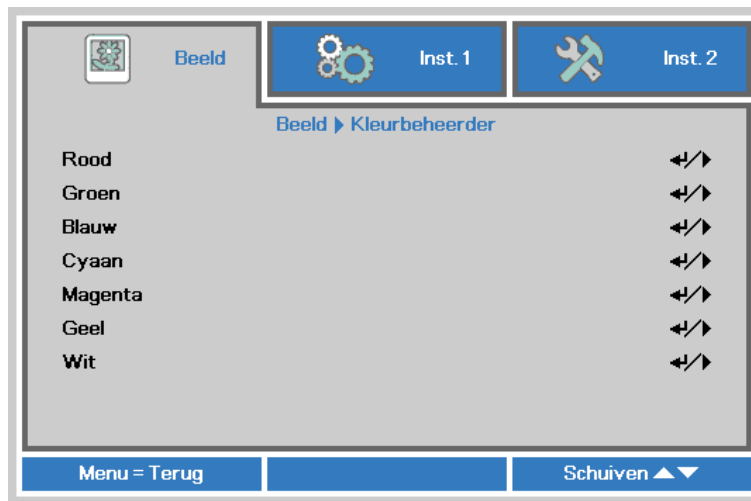 Beeld Inst. 1 Inst. 2
Beeld Kleurbeheerder
Rood
Groen
Blauw
Cyaan
Magenta
Geel
Wit
Menu = Terug Schuiven